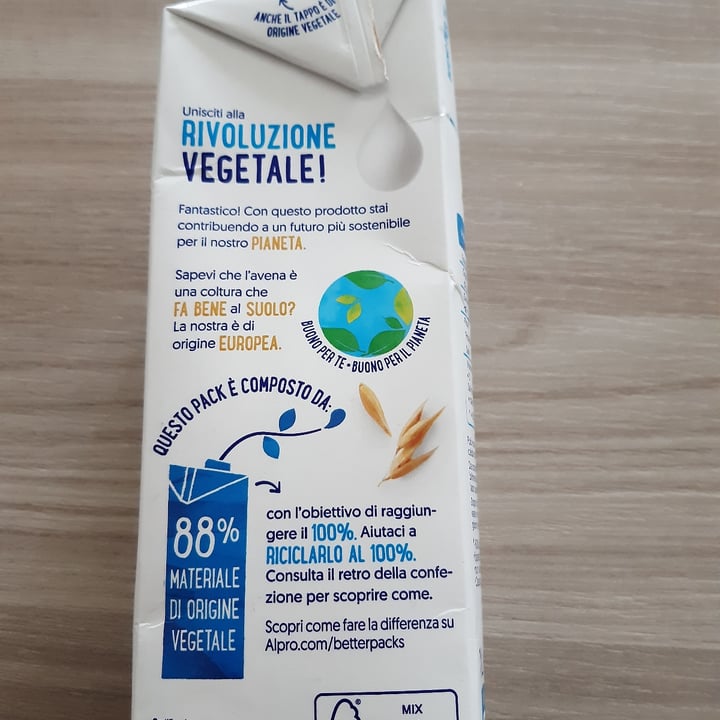 ANCHE IL TAPPO È DI
ORIGINE VEGETALE
Unisciti alla
RIVOLUZIONE
VEGETALE!
Fantastico! Con questo prodotto stai
contribuendo a un futuro più sostenibile
per il nostro PIANETA.
Sapevi che l'avena è
una coltura che
FA BENE al SUOLO?
La nostra è di
origine EUROPEA.
BUONO PER TE • BUONO PER IL PIANETA
QUESTO PACK È COMPOSTO DA:
88%
MATERIALE
DI ORIGINE
VEGETALE
con l'obiettivo di raggiun-
gere il 100%. Aiutaci a
RICICLARLO AL 100%.
Consulta il retro della confe-
zione per scoprire come.
Scopri come fare la differenza su
Alpro.com/betterpacks
MIX